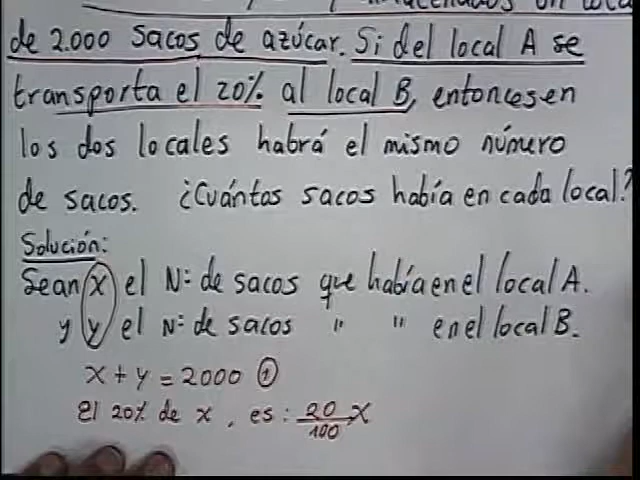 de 2.000 sacos de azúcar. Si del local A se
transporta el 20% al local B, entonces en
los dos locales habrá el mismo número
de sacos. ¿Cuántos sacos había en cada local?
Solución:
Sean x el Nº de sacos que había en el local A.
y y el Nº de sacos " " en el local B.
x + y = 2000 ①
El 20% de x, es: 20/100 x